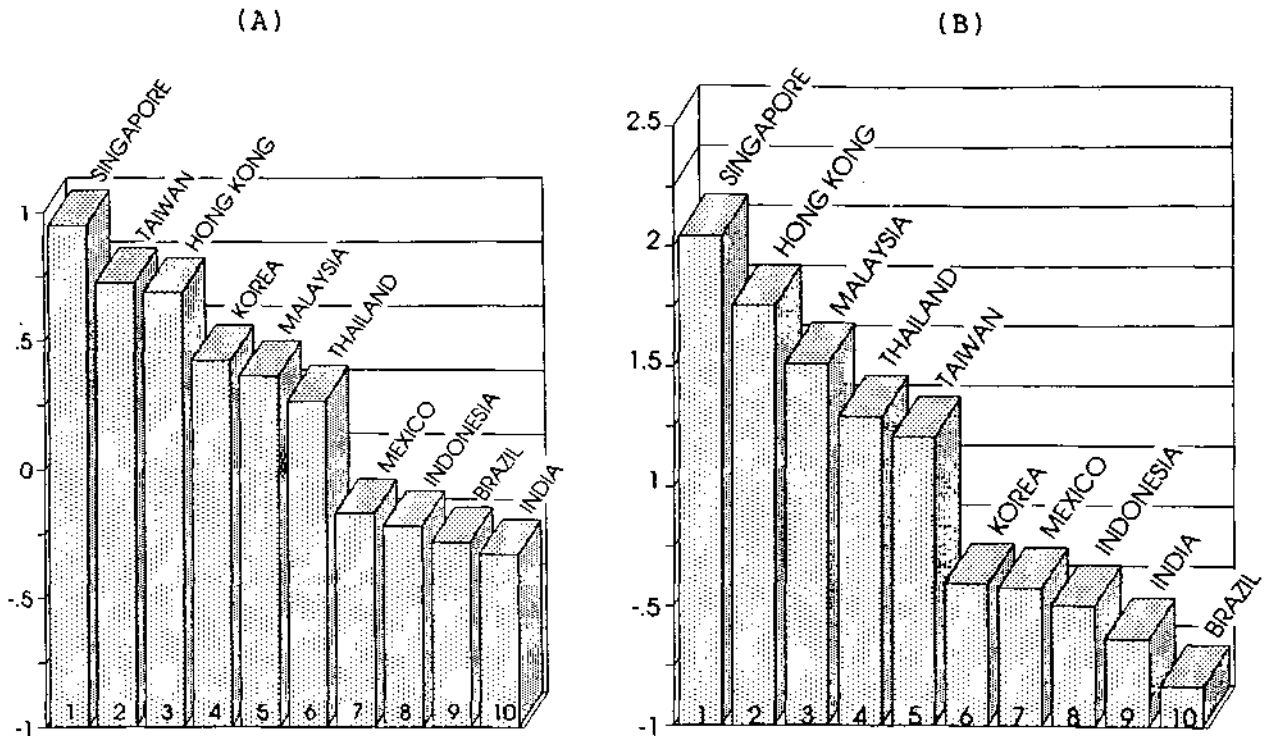 (A)
SINGAPORE
TAIWAN
HONG KONG
KOREA
MALAYSIA
THAILAND
MEXICO
INDONESIA
BRAZIL
INDIA
1
.5
0
-.5
-1
1 2 3 4 5 6 7 8 9 10
(B)
SINGAPORE
HONG KONG
MALAYSIA
THAILAND
TAIWAN
KOREA
MEXICO
INDONESIA
INDIA
BRAZIL
2.5
2
1.5
1
-.5
-1
1 2 3 4 5 6 7 8 9 10